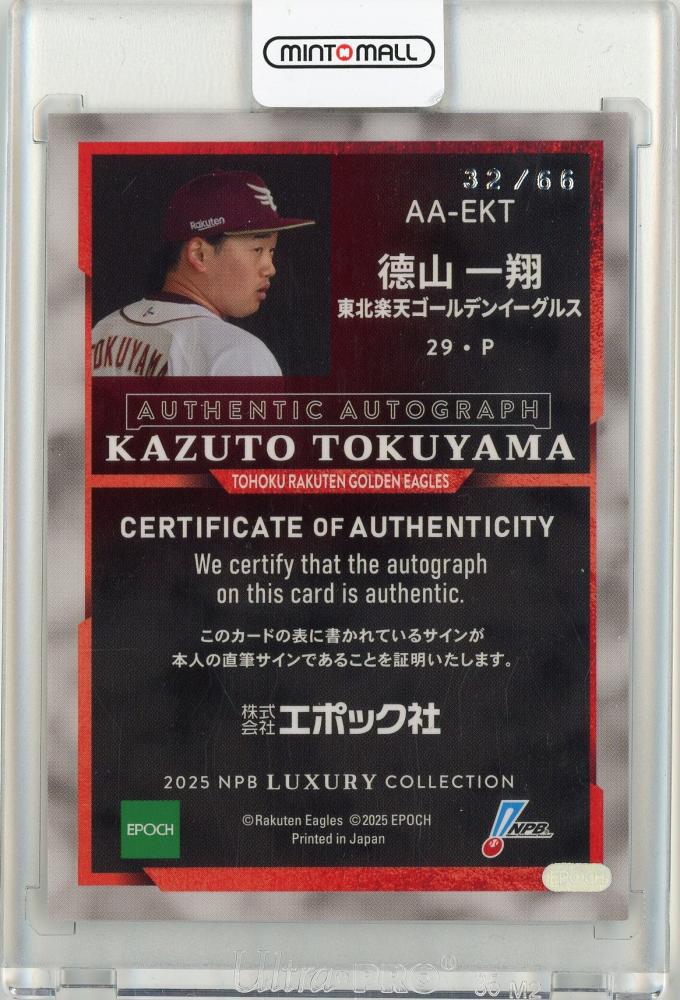 MINT MALL
32/66
AA-EKT
Rakuten
TOKUYAMA
德山 一翔
東北楽天ゴールデンイーグルス
29・P
AUTHENTIC AUTOGRAPH
KAZUTO TOKUYAMA
TOHOKU RAKUTEN GOLDEN EAGLES
CERTIFICATE OF AUTHENTICITY
We certify that the autograph
on this card is authentic.
このカードの表に書かれているサインが
本人の直筆サインであることを証明いたします。
株式会社エポック社
2025 NPB LUXURY COLLECTION
EPOCH
©Rakuten Eagles ©2025 EPOCH
Printed in Japan
NPB
Ultra PRO